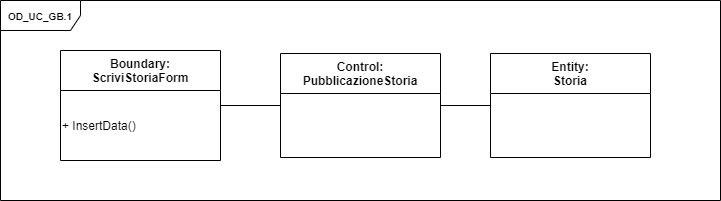 OD_UC_GB.1
Boundary:
ScriviStoriaForm
+ InsertData()
Control:
PubblicazioneStoria
Entity:
Storia